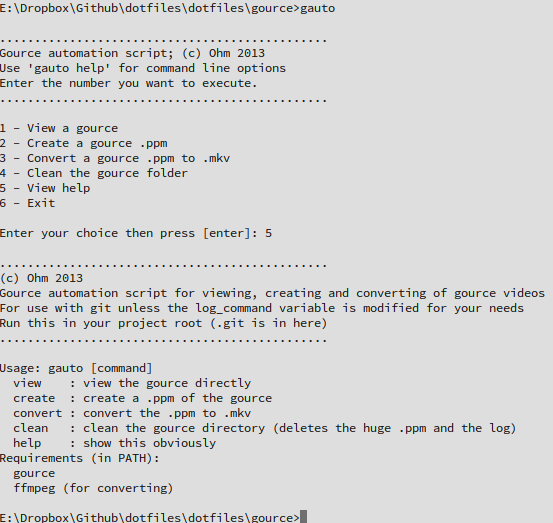 E:\Dropbox\Github\dotfiles\dotfiles\gource>gauto
...............................................
Gource automation script; (c) Ohm 2013
Use 'gauto help' for command line options
Enter the number you want to execute.
...............................................
1 - View a gource
2 - Create a gource .ppm
3 - Convert a gource .ppm to .mkv
4 - Clean the gource folder
5 - View help
6 - Exit
Enter your choice then press [enter]: 5
...............................................
(c) Ohm 2013
Gource automation script for viewing, creating and converting of gource videos
For use with git unless the log_command variable is modified for your needs
Run this in your project root (.git is in here)
...............................................
Usage: gauto [command]
  view    : view the gource directly
  create  : create a .ppm of the gource
  convert : convert the .ppm to .mkv
  clean   : clean the gource directory (deletes the huge .ppm and the log)
  help    : show this obviously
Requirements (in PATH):
  gource
  ffmpeg (for converting)
E:\Dropbox\Github\dotfiles\dotfiles\gource>